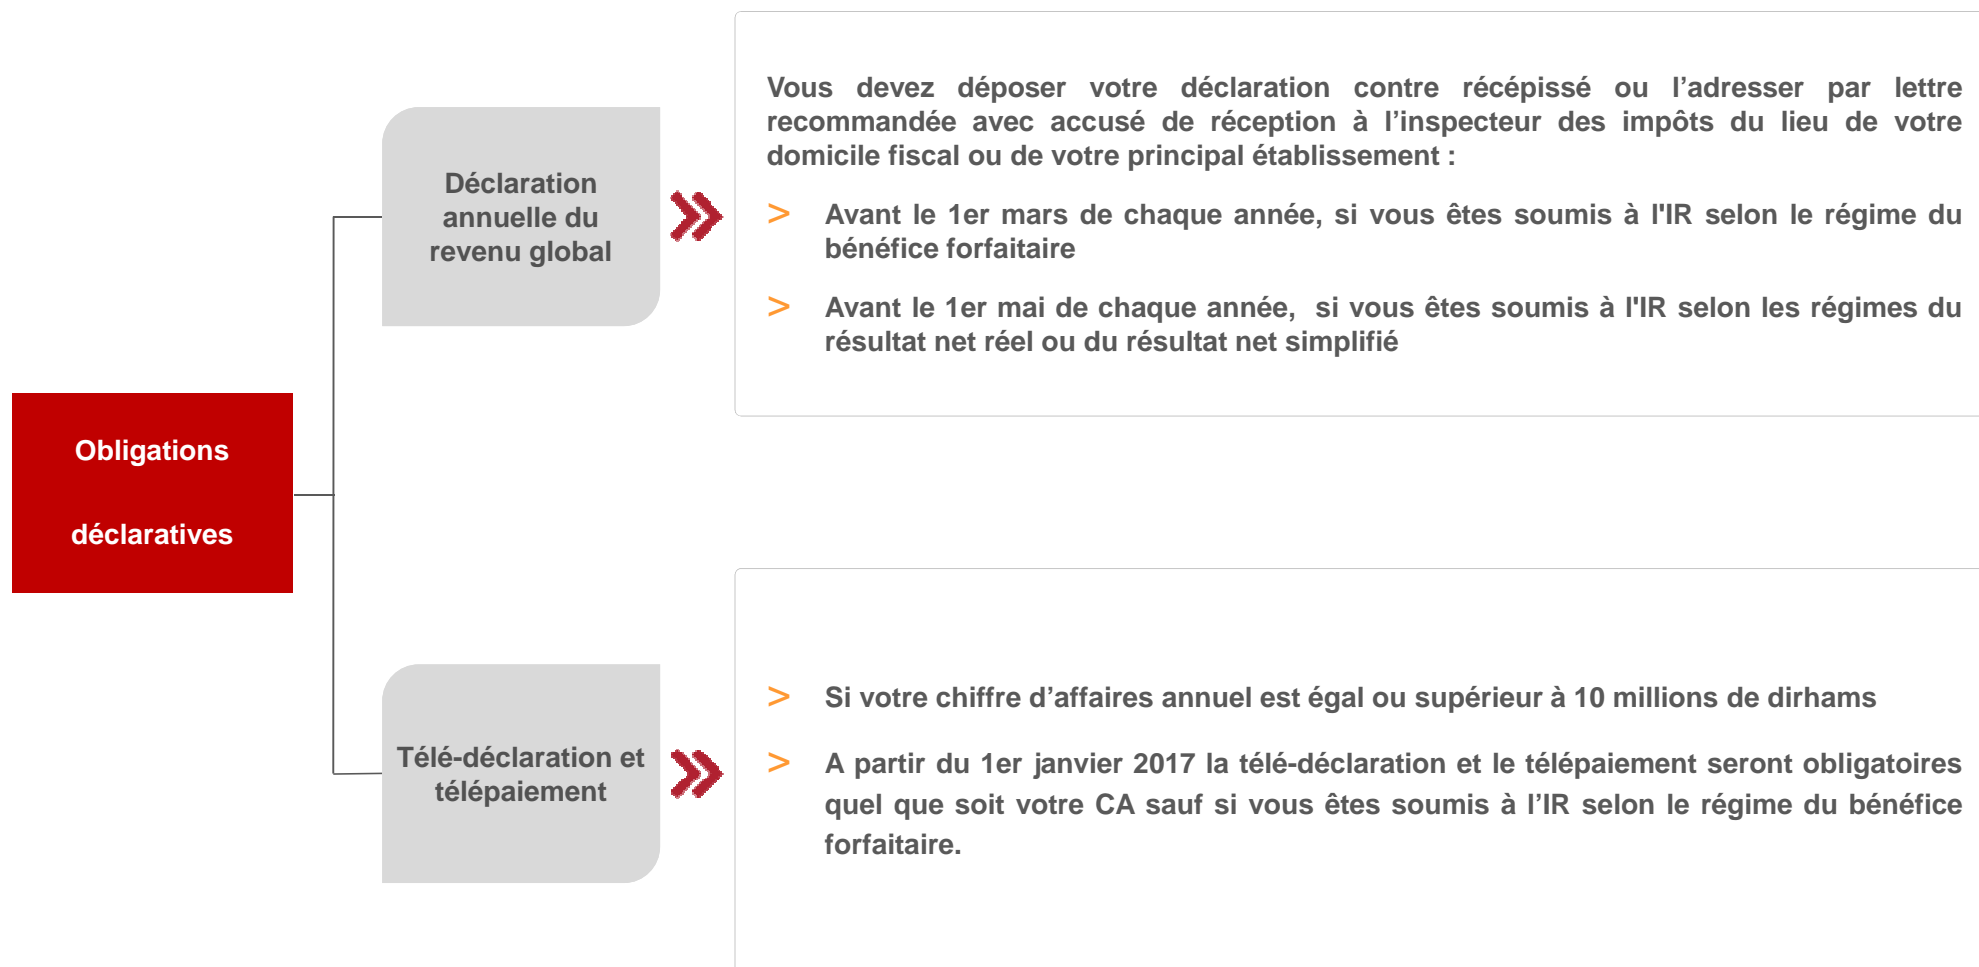 Obligations
déclaratives
Déclaration
annuelle du
revenu global
Vous devez déposer votre déclaration contre récépissé ou l’adresser par lettre
recommandée avec accusé de réception à l’inspecteur des impôts du lieu de votre
domicile fiscal ou de votre principal établissement :
> Avant le 1er mars de chaque année, si vous êtes soumis à l'IR selon le régime du
bénéfice forfaitaire
> Avant le 1er mai de chaque année, si vous êtes soumis à l'IR selon les régimes du
résultat net réel ou du résultat net simplifié
Télé-déclaration et
télépaiement
> Si votre chiffre d’affaires annuel est égal ou supérieur à 10 millions de dirhams
> A partir du 1er janvier 2017 la télé-déclaration et le télépaiement seront obligatoires
quel que soit votre CA sauf si vous êtes soumis à l’IR selon le régime du bénéfice
forfaitaire.